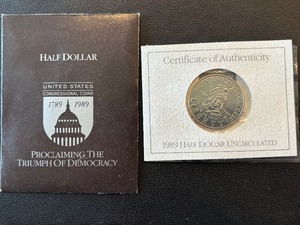 HALF DOLLAR
UNITED STATES
CONGRESSIONAL COINS
1789 1989
PROCLAIMING THE
TRIUMPH OF DEMOCRACY
Certificate of Authenticity
1989 HALF DOLLAR UNCIRCULATED